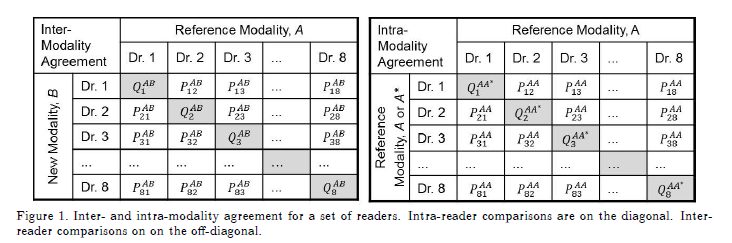 Inter- Modality Agreement Reference Modality, A
Dr. 1 Dr. 2 Dr. 3 ... Dr. 8
New Modality, B
Dr. 1 Q_1^{AB} P_{12}^{AB} P_{13}^{AB} P_{18}^{AB}
Dr. 2 P_{21}^{AB} Q_2^{AB} P_{23}^{AB} P_{28}^{AB}
Dr. 3 P_{31}^{AB} P_{32}^{AB} Q_3^{AB} P_{38}^{AB}
... ... ... ... ... ...
Dr. 8 P_{81}^{AB} P_{82}^{AB} P_{83}^{AB} ... Q_8^{AB}
Intra- Modality Agreement Reference Modality, A
Dr. 1 Dr. 2 Dr. 3 ... Dr. 8
Reference Modality, A or A*
Dr. 1 Q_1^{AA*} P_{12}^{AA} P_{13}^{AA} P_{18}^{AA}
Dr. 2 P_{21}^{AA} Q_2^{AA*} P_{23}^{AA} P_{28}^{AA}
Dr. 3 P_{31}^{AA} P_{32}^{AA} Q_3^{AA*} P_{38}^{AA}
... ... ... ... ... ...
Dr. 8 P_{81}^{AA} P_{82}^{AA} P_{83}^{AA} ... Q_8^{AA*}
Figure 1. Inter- and intra-modality agreement for a set of readers. Intra-reader comparisons are on the diagonal. Inter-
reader comparisons on on the off-diagonal.